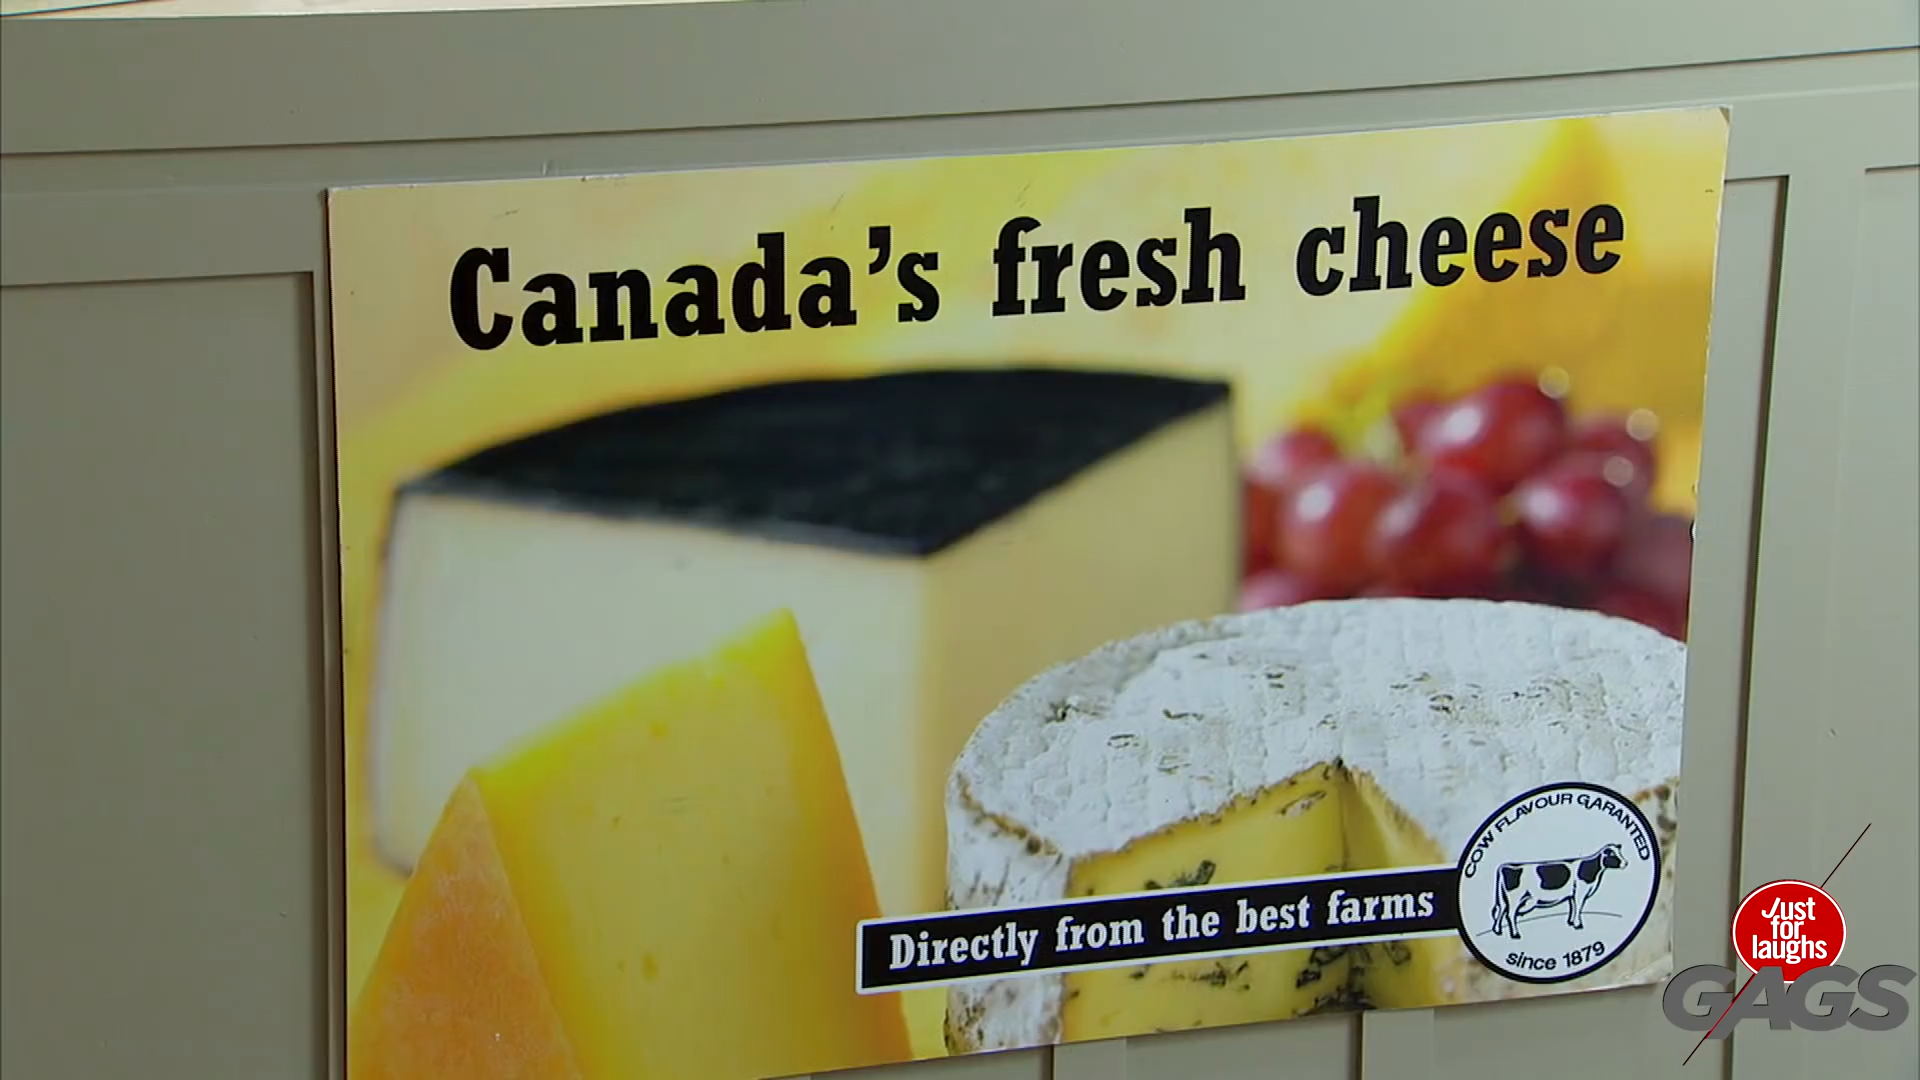 Canada's fresh cheese
Directly from the best farms
COW FLAVOUR GARANTED
since 1879
Just
for
laughs
GAGS